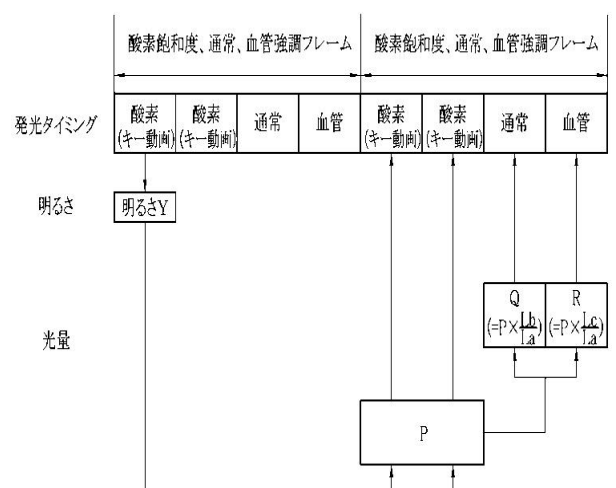 酸素飽和度、通常、血管強調フレーム
酸素飽和度、通常、血管強調フレーム
発光タイミング
酸素
(キー動画)
酸素
(キー動画)
通常
血管
酸素
(キー動画)
酸素
(キー動画)
通常
血管
明るさ
明るさY
光量
Q
(=P×Lb/La)
R
(=P×Lc/La)
P